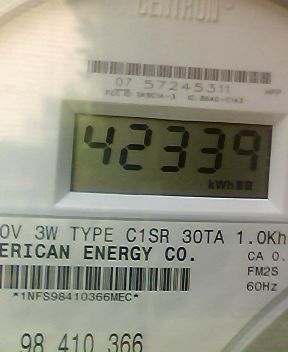 CENTRON
07 57245311
HPP
42339
kWh
0V 3W TYPE C1SR 30TA 1.0Kh
ERICAN ENERGY CO.
CA 0.
FM2S
60Hz
*1NFS98410366MEC*
98 410 366